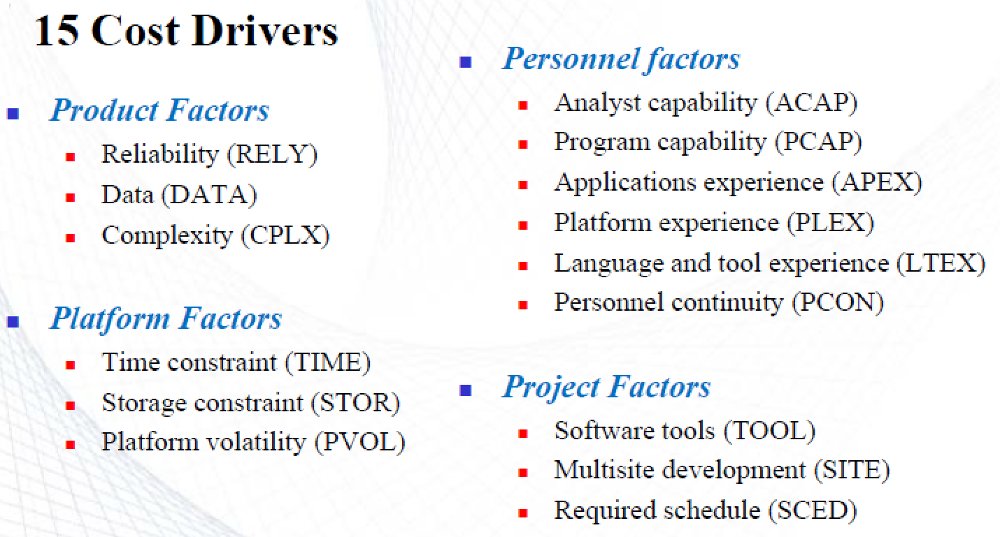 15 Cost Drivers
Product Factors
Reliability (RELY)
Data (DATA)
Complexity (CPLX)
Platform Factors
Time constraint (TIME)
Storage constraint (STOR)
Platform volatility (PVOL)
Personnel factors
Analyst capability (ACAP)
Program capability (PCAP)
Applications experience (APEX)
Platform experience (PLEX)
Language and tool experience (LTEX)
Personnel continuity (PCON)
Project Factors
Software tools (TOOL)
Multisite development (SITE)
Required schedule (SCED)